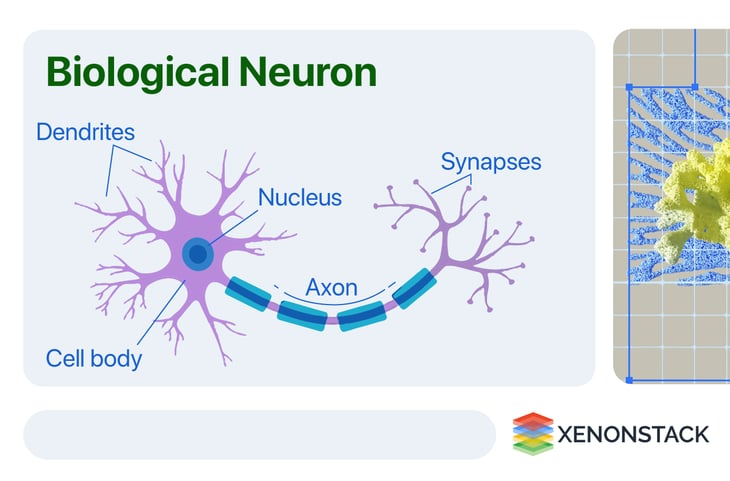 Biological Neuron
Dendrites
Synapses
Nucleus
Axon
Cell body
XENONSTACK